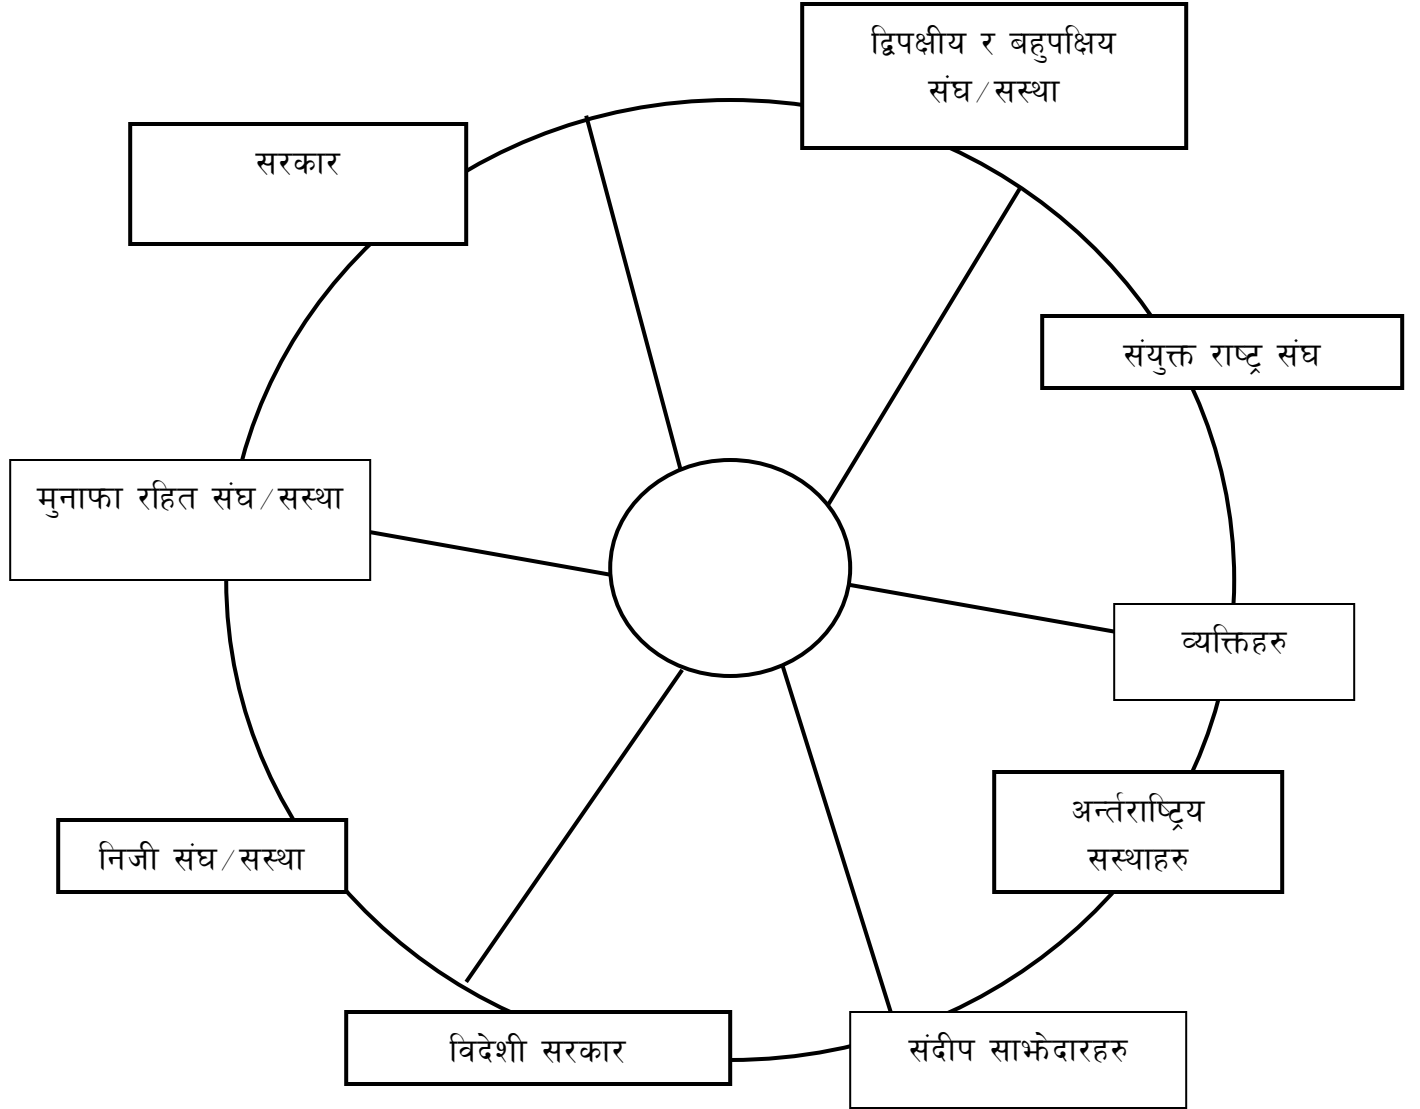 द्विपक्षीय र बहुपक्षिय
संघ/सस्था
सरकार
संयुक्त राष्ट्र संघ
मुनाफा रहित संघ/सस्था
व्यक्तिहरु
अर्न्तराष्ट्रिय
सस्थाहरु
निजी संघ/सस्था
विदेशी सरकार
संदीप साझेदारहरु